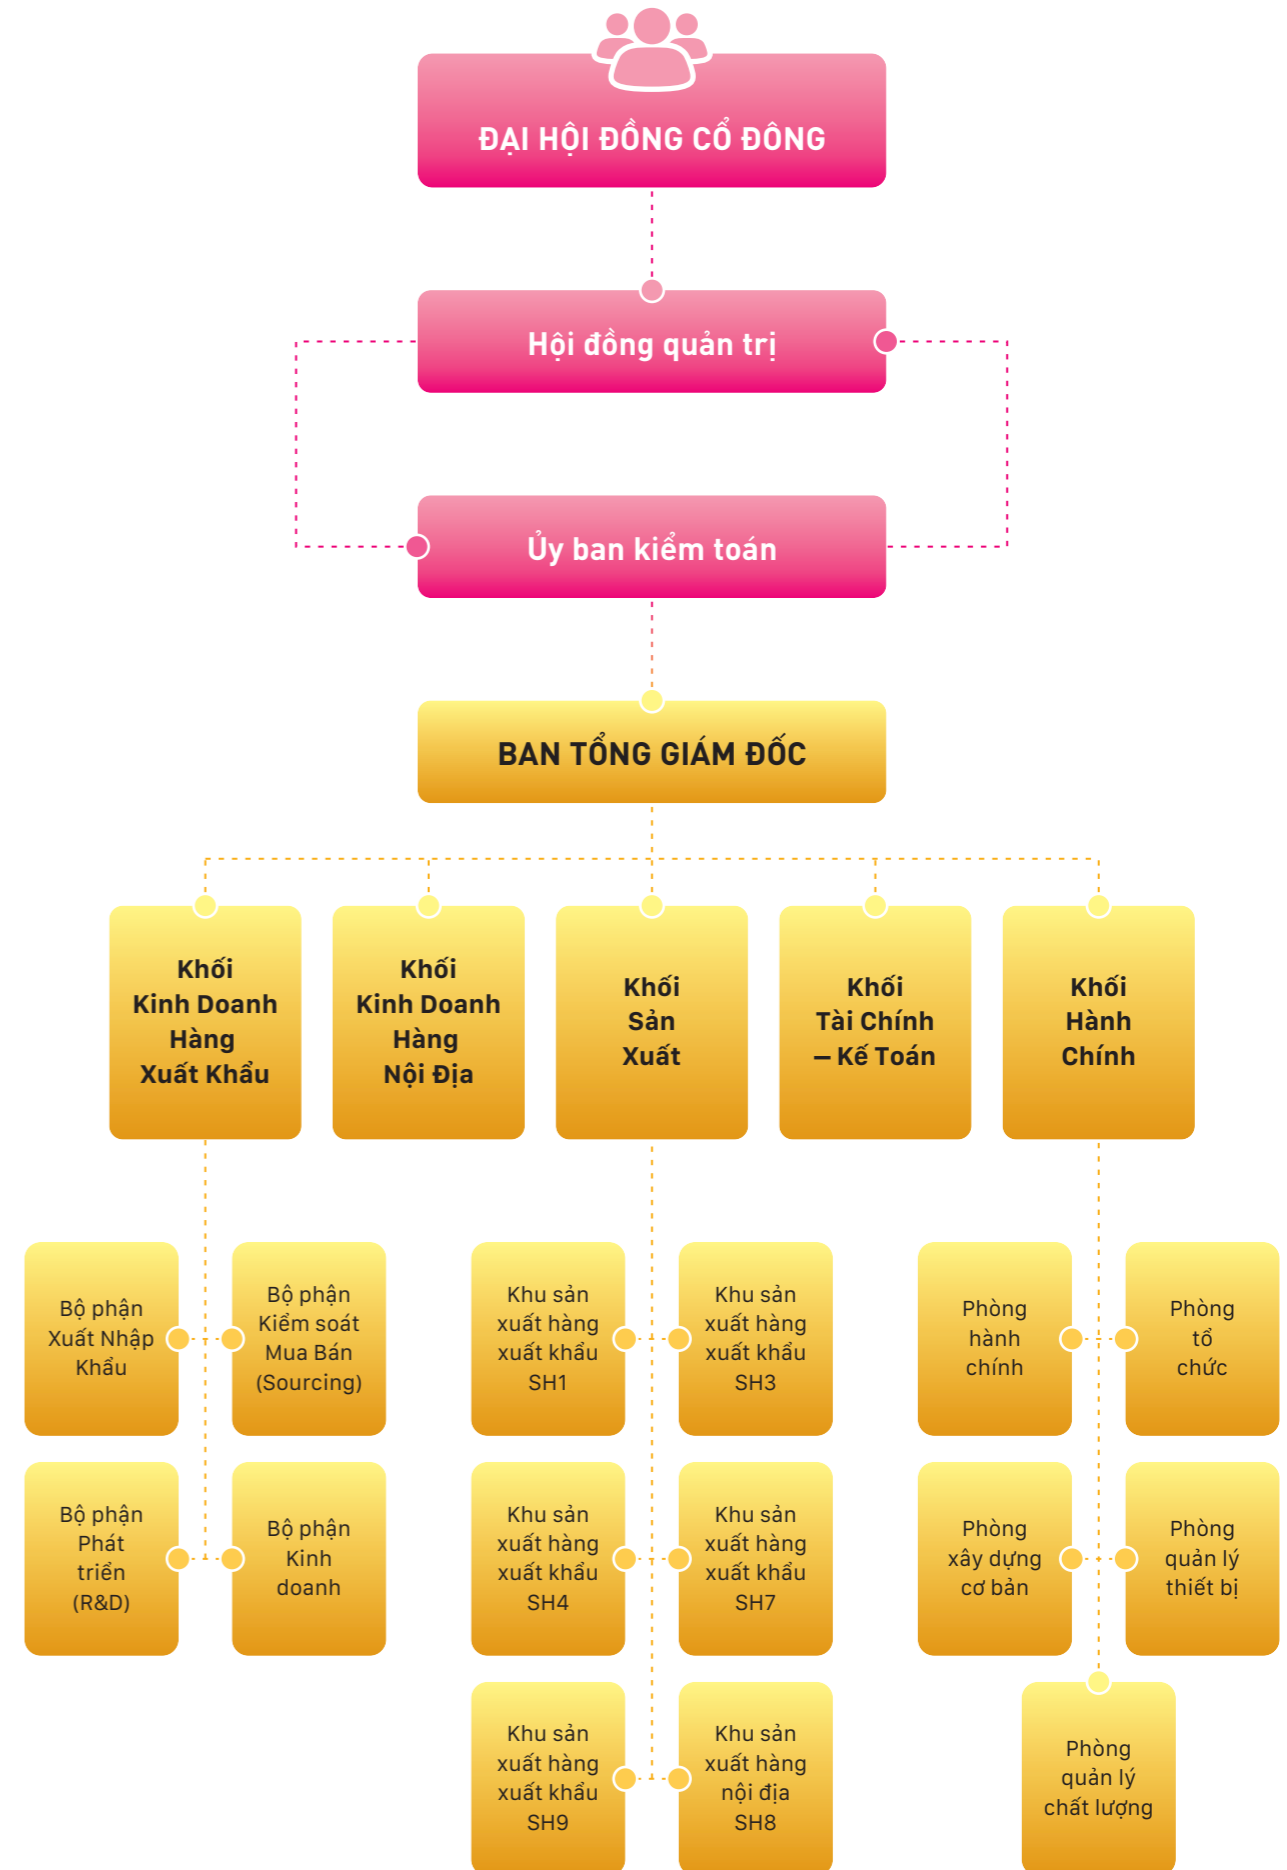 ĐẠI HỘI ĐỒNG CỔ ĐÔNG
Hội đồng quản trị
Ủy ban kiểm toán
BAN TỔNG GIÁM ĐỐC
Khối
Kinh Doanh
Hàng
Xuất Khẩu
Khối
Kinh Doanh
Hàng
Nội Địa
Khối
Sản
Xuất
Khối
Tài Chính
– Kế Toán
Khối
Hành
Chính
Bộ phận
Xuất Nhập
Khẩu
Bộ phận
Kiểm soát
Mua Bán
(Sourcing)
Khu sản
xuất hàng
xuất khẩu
SH1
Khu sản
xuất hàng
xuất khẩu
SH3
Phòng
hành
chính
Phòng
tổ
chức
Bộ phận
Phát
triển
(R&D)
Bộ phận
Kinh
doanh
Khu sản
xuất hàng
xuất khẩu
SH4
Khu sản
xuất hàng
xuất khẩu
SH7
Phòng
xây dựng
cơ bản
Phòng
quản lý
thiết bị
Khu sản
xuất hàng
xuất khẩu
SH9
Khu sản
xuất hàng
nội địa
SH8
Phòng
quản lý
chất lượng